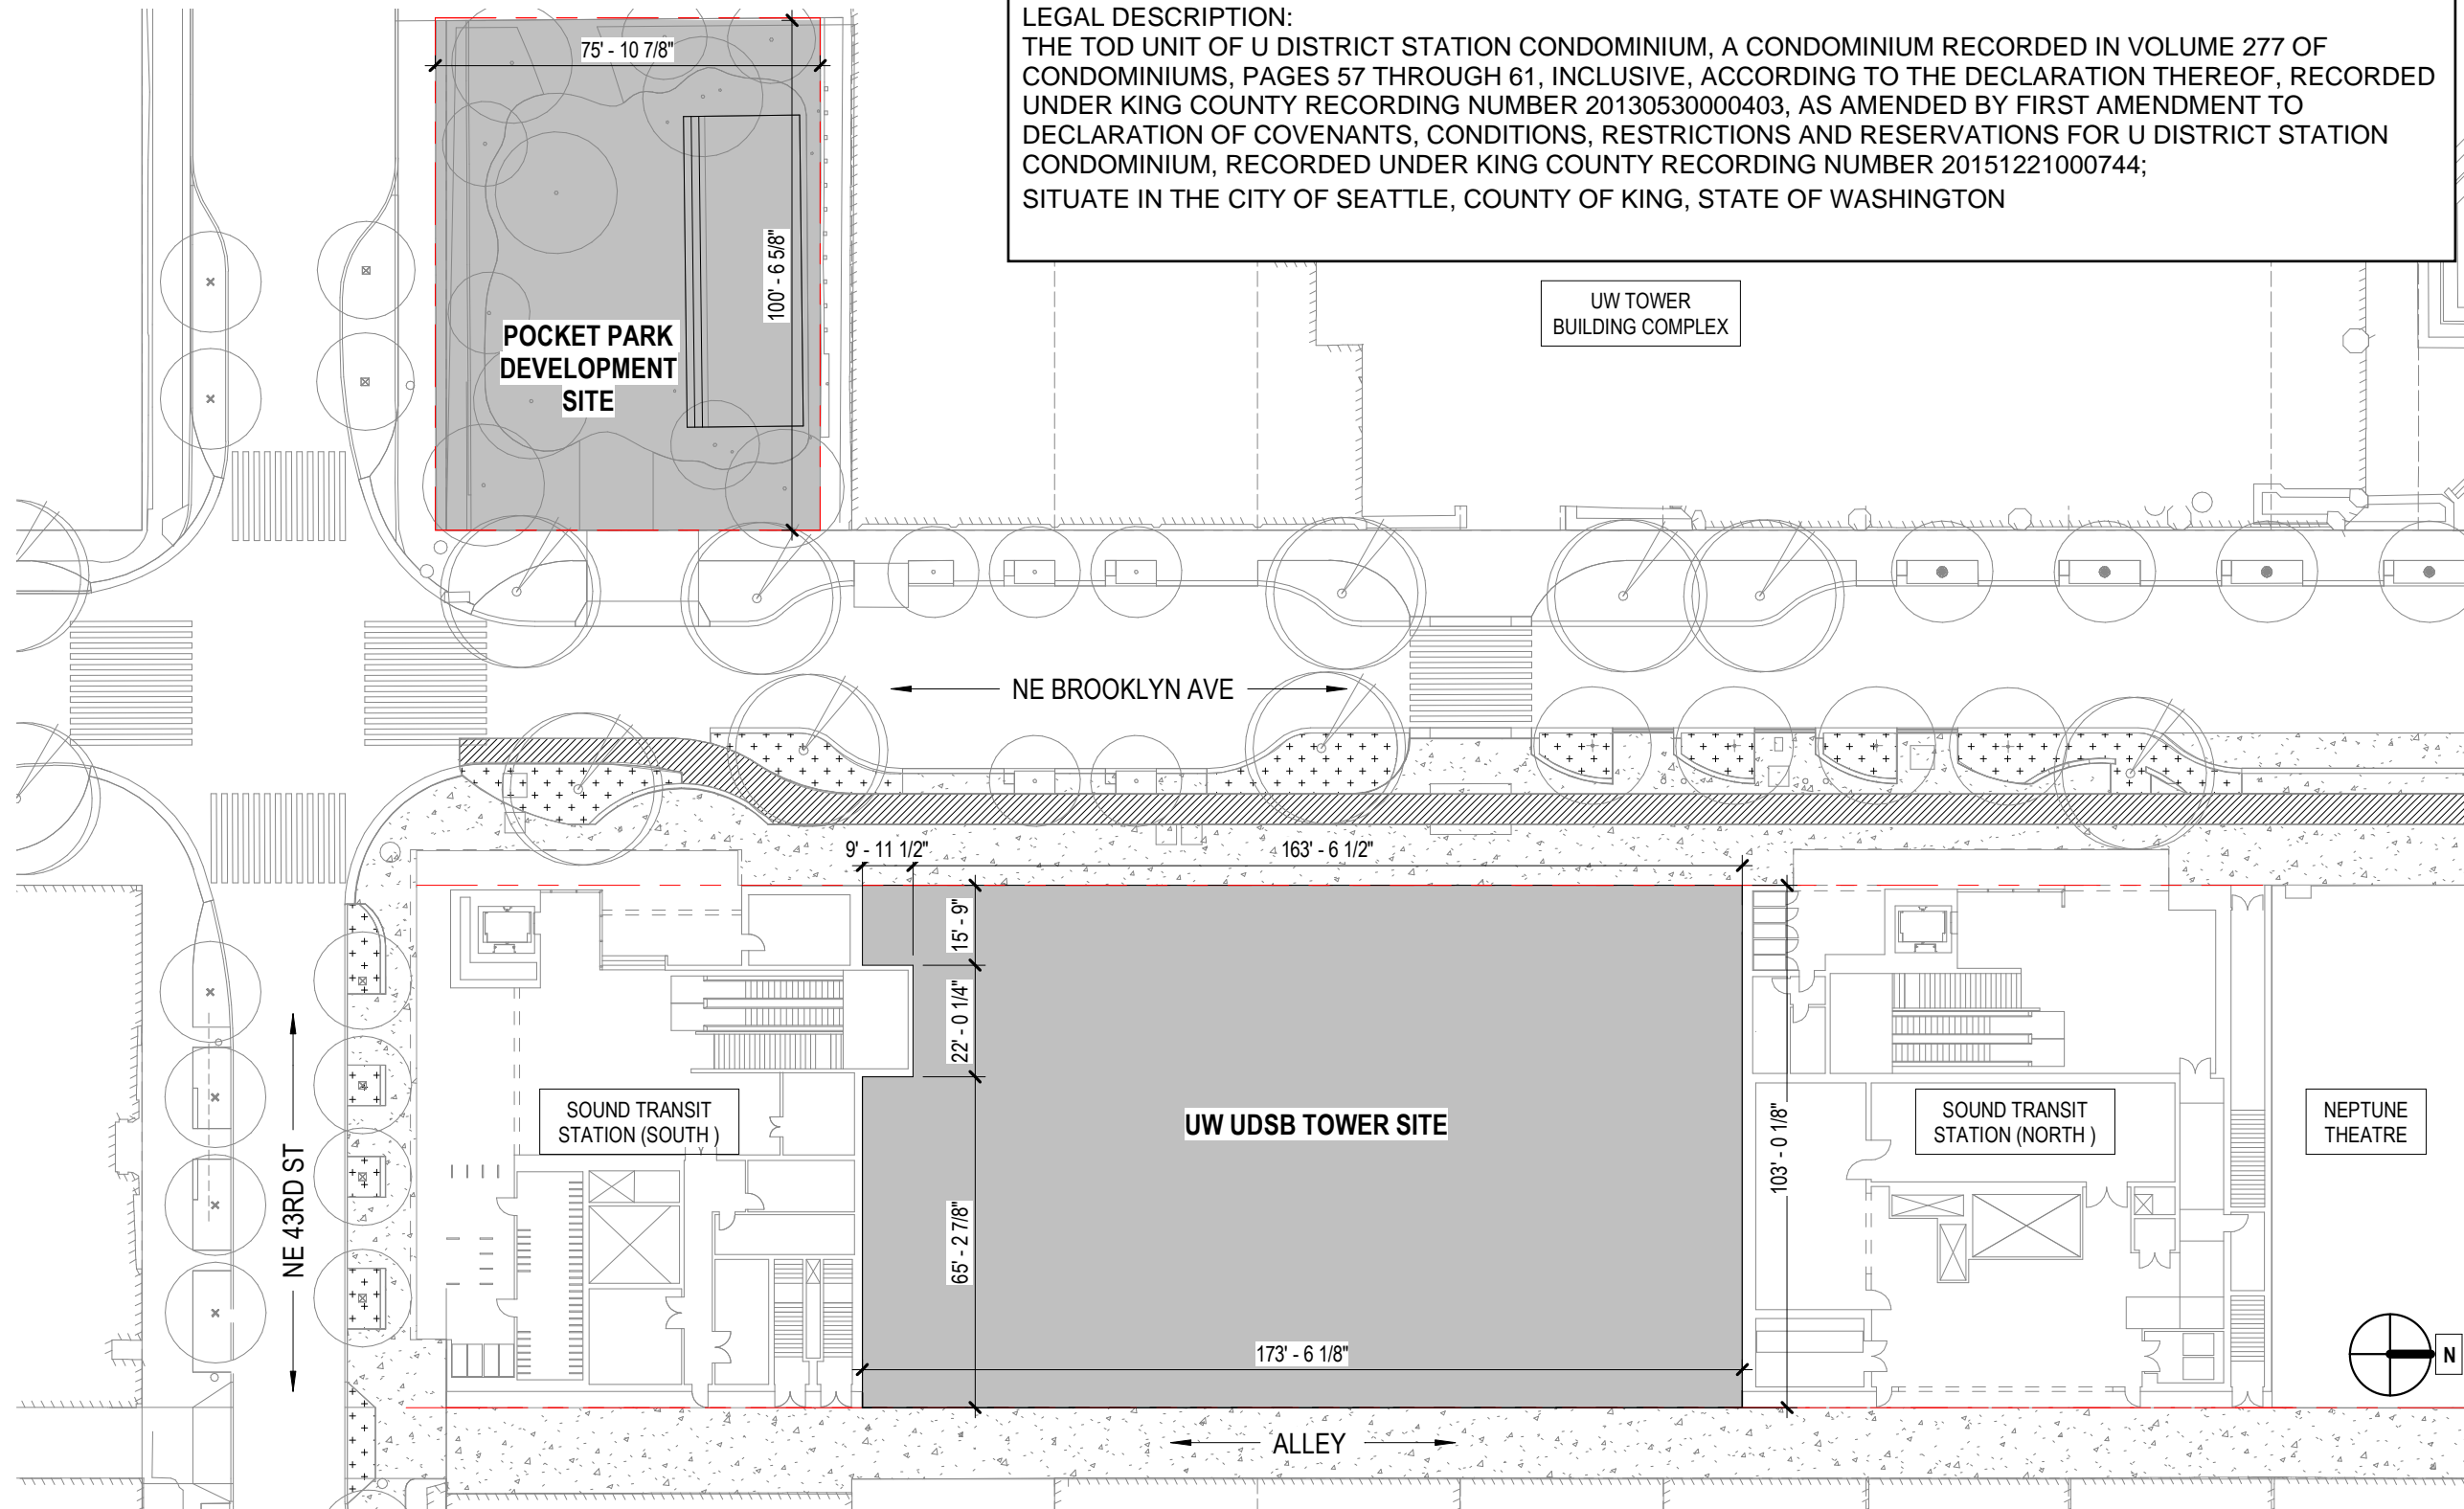 LEGAL DESCRIPTION:
THE TOD UNIT OF U DISTRICT STATION CONDOMINIUM, A CONDOMINIUM RECORDED IN VOLUME 277 OF
CONDOMINIUMS, PAGES 57 THROUGH 61, INCLUSIVE, ACCORDING TO THE DECLARATION THEREOF, RECORDED
UNDER KING COUNTY RECORDING NUMBER 20130530000403, AS AMENDED BY FIRST AMENDMENT TO
DECLARATION OF COVENANTS, CONDITIONS, RESTRICTIONS AND RESERVATIONS FOR U DISTRICT STATION
CONDOMINIUM, RECORDED UNDER KING COUNTY RECORDING NUMBER 20151221000744;
SITUATE IN THE CITY OF SEATTLE, COUNTY OF KING, STATE OF WASHINGTON
75' - 10 7/8"
100' - 6 5/8"
POCKET PARK
DEVELOPMENT
SITE
UW TOWER
BUILDING COMPLEX
NE BROOKLYN AVE
9' - 11 1/2"
163' - 6 1/2"
15' - 9"
22' - 0 1/4"
65' - 2 7/8"
103' - 0 1/8"
173' - 6 1/8"
SOUND TRANSIT
STATION (SOUTH )
UW UDSB TOWER SITE
SOUND TRANSIT
STATION (NORTH )
NEPTUNE
THEATRE
NE 43RD ST
N
ALLEY